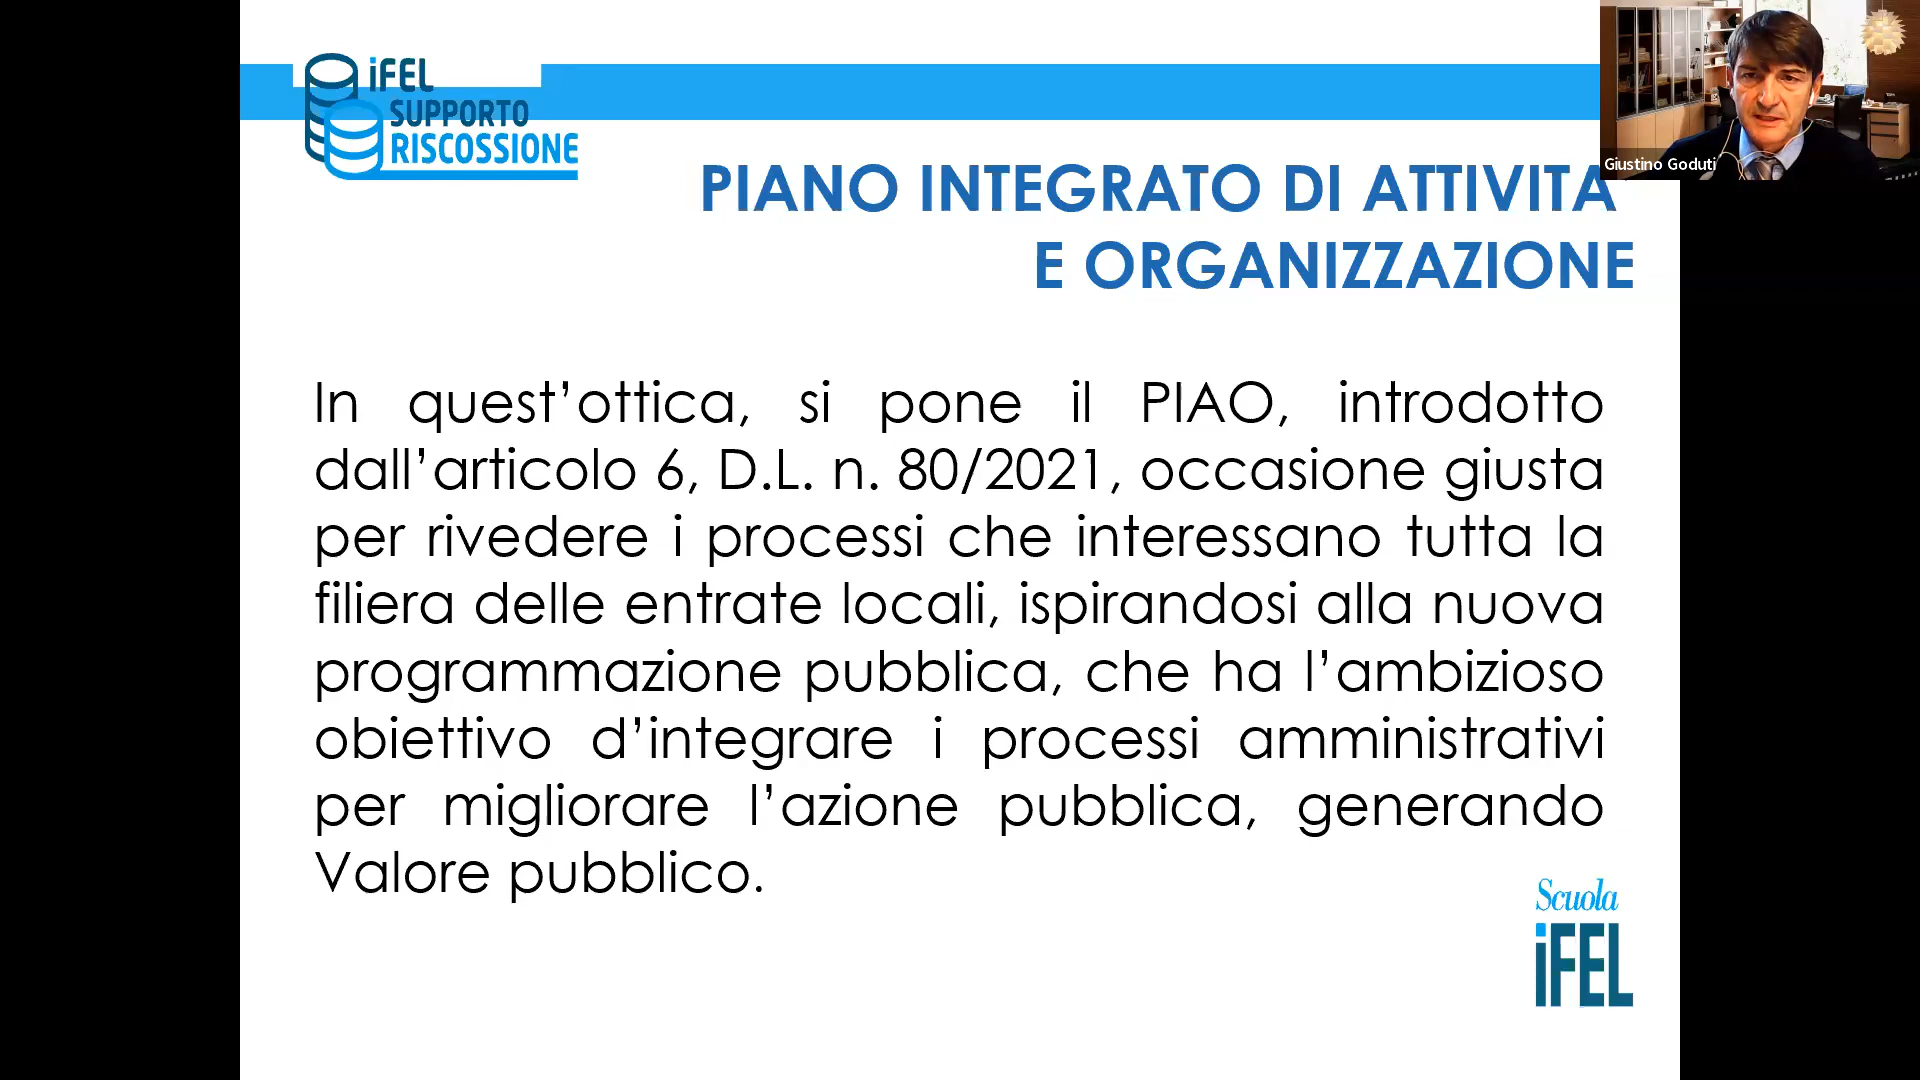 iFEL
SUPPORTO
RISCOSSIONE
Giustino Goduti
PIANO INTEGRATO DI ATTIVITA
E ORGANIZZAZIONE
In quest’ottica, si pone il PIAO, introdotto
dall’articolo 6, D.L. n. 80/2021, occasione giusta
per rivedere i processi che interessano tutta la
filiera delle entrate locali, ispirandosi alla nuova
programmazione pubblica, che ha l’ambizioso
obiettivo d’integrare i processi amministrativi
per migliorare l’azione pubblica, generando
Valore pubblico.
Scuola
iFEL